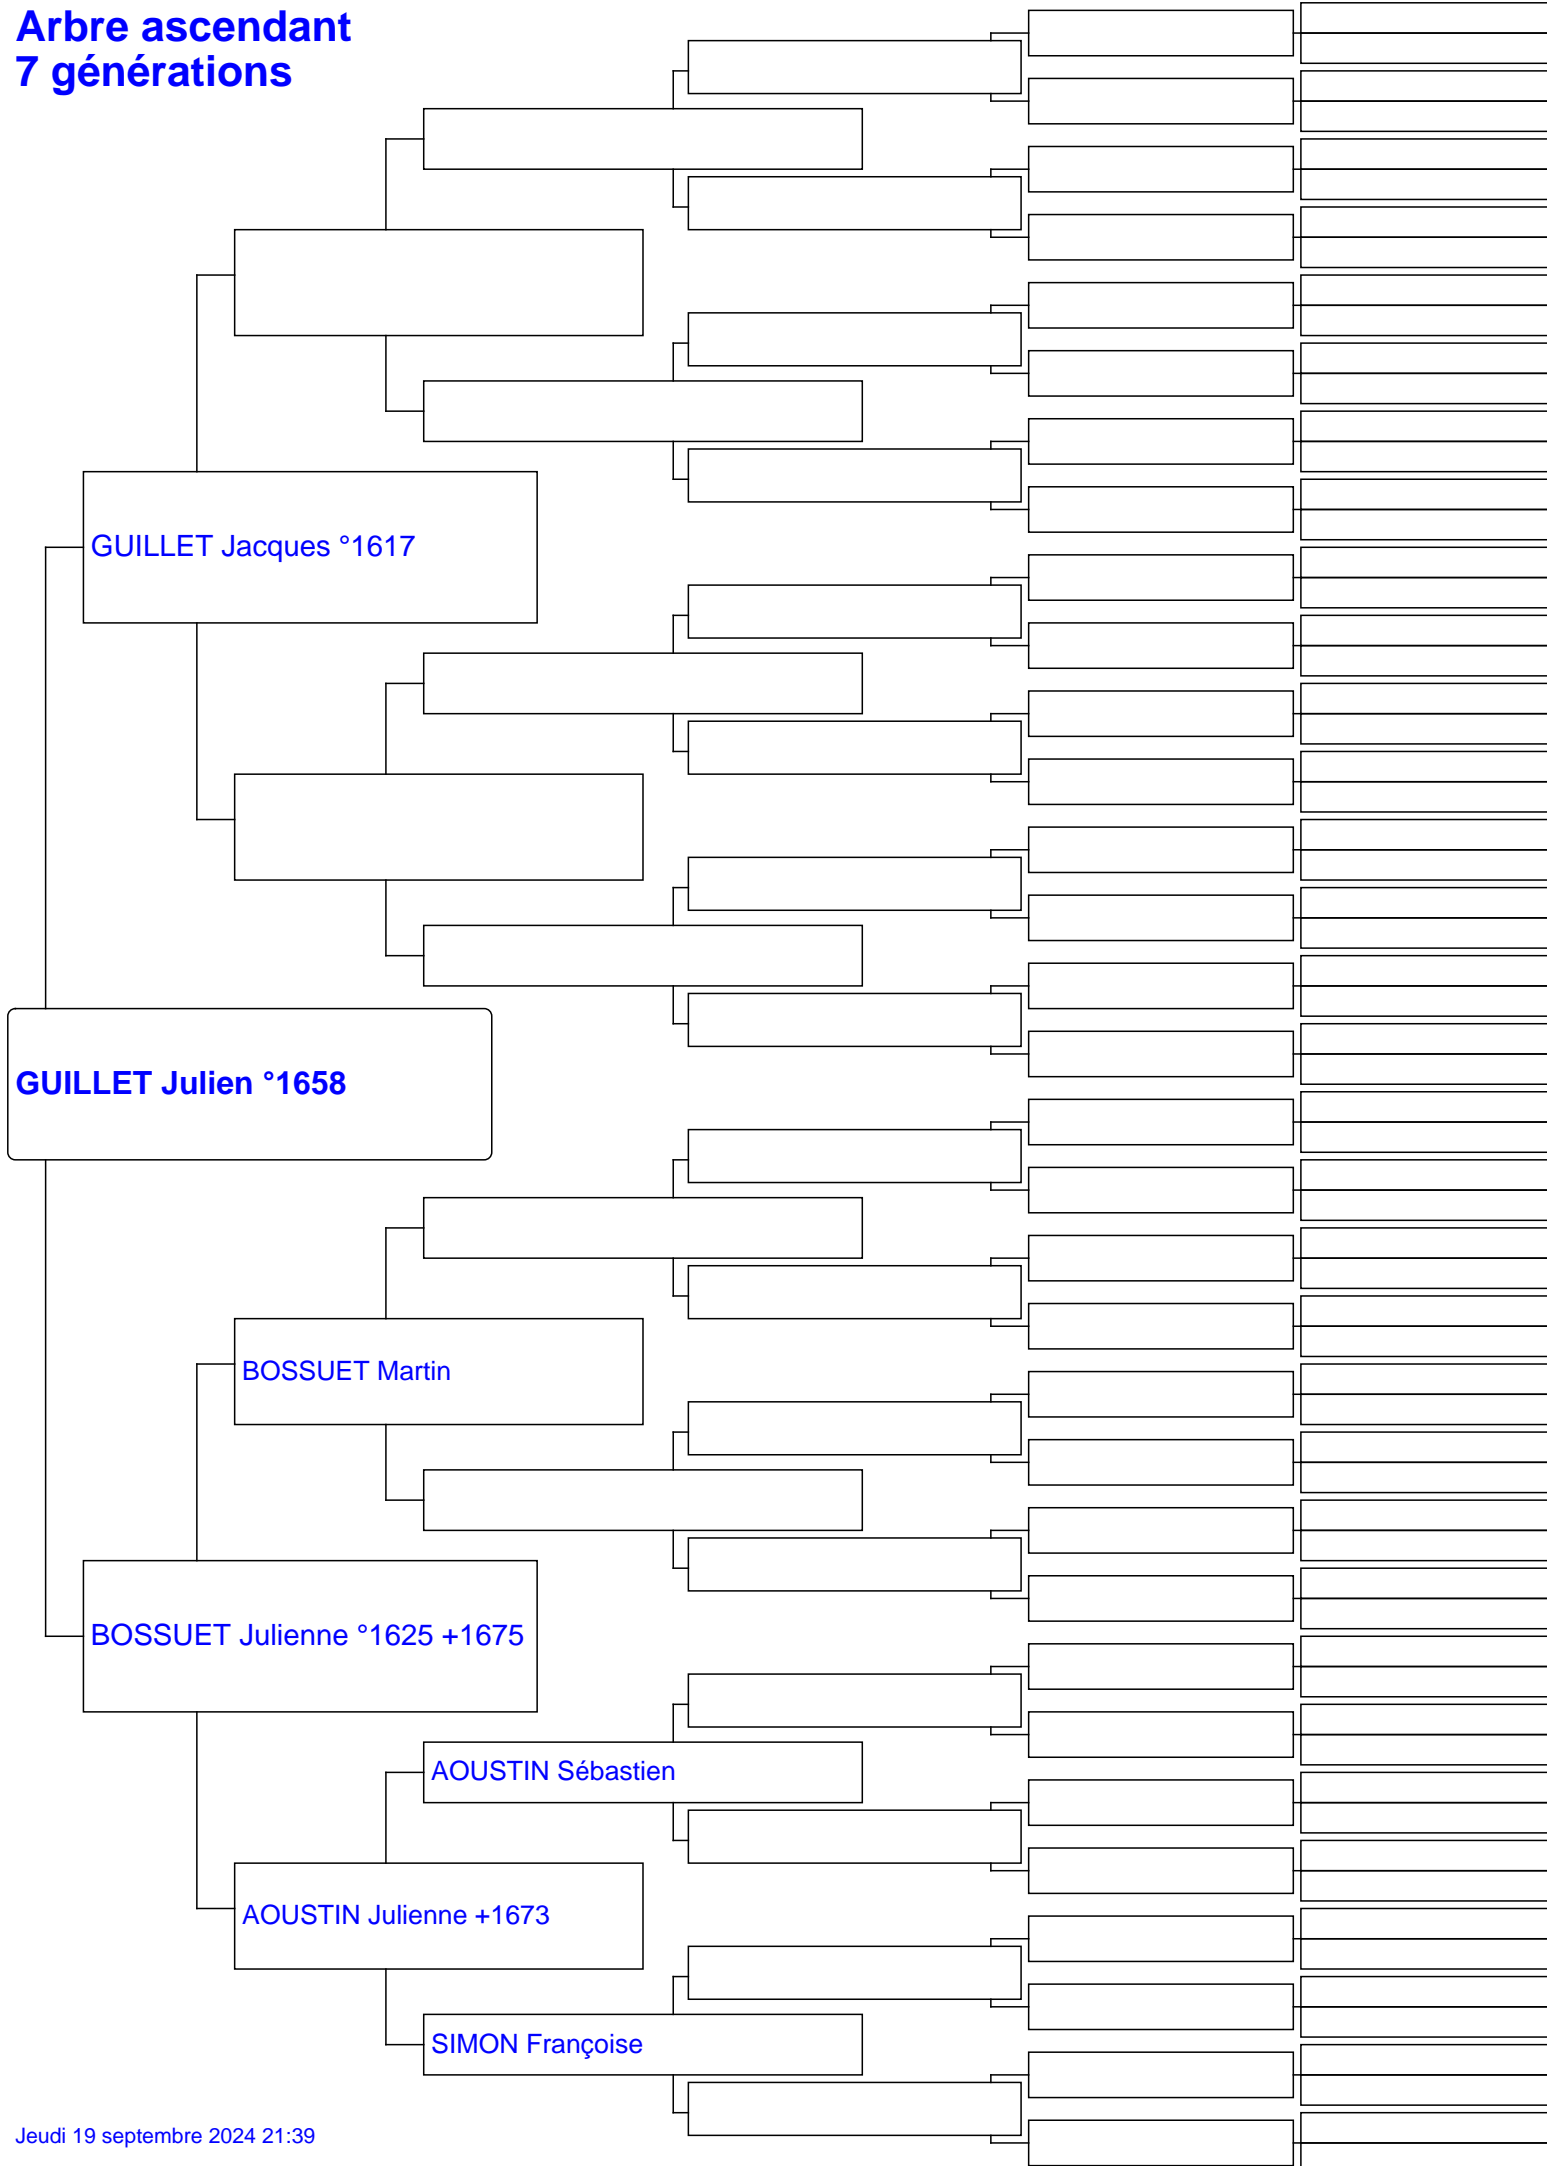 Arbre ascendant
7 générations
GUILLET Jacques °1617
GUILLET Julien °1658
BOSSUET Martin
BOSSUET Julienne °1625 +1675
AOUSTIN Sébastien
AOUSTIN Julienne +1673
SIMON Françoise
Jeudi 19 septembre 2024 21:39